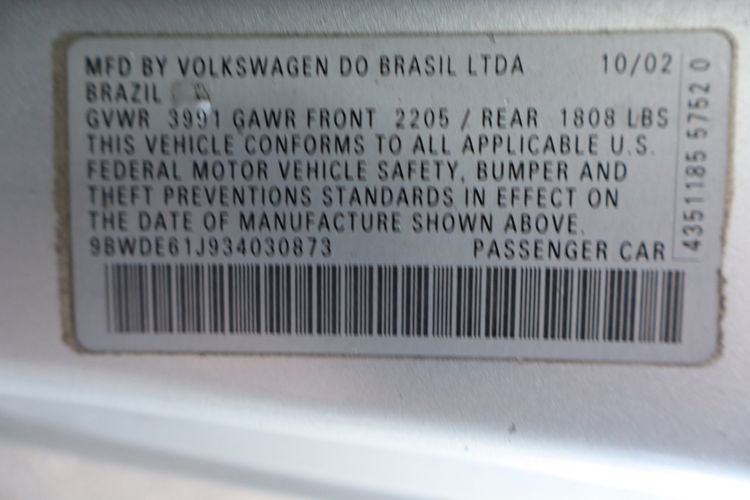 MFD BY VOLKSWAGEN DO BRASIL LTDA 10/02
BRAZIL
GVWR 3991 GAWR FRONT 2205 / REAR 1808 LBS
THIS VEHICLE CONFORMS TO ALL APPLICABLE U.S.
FEDERAL MOTOR VEHICLE SAFETY, BUMPER AND
THEFT PREVENTIONS STANDARDS IN EFFECT ON
THE DATE OF MANUFACTURE SHOWN ABOVE.
9BWDE61J934030873 PASSENGER CAR
4351185 5752 0